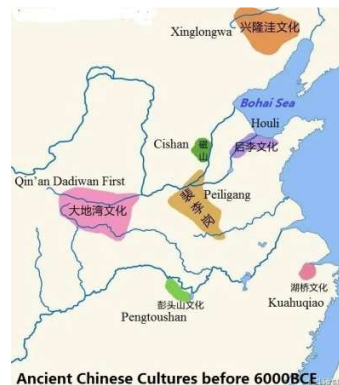 Xinglongwa
兴隆洼文化
Bohai Sea
Houli
后李文化
Cishan
磁山
Qin'an Dadiwan First
大地湾文化
Peiligang
裴李岗
彭头山文化
Pengtoushan
湖桥文化
Kuahuqiao
Ancient Chinese Cultures before 6000BCE